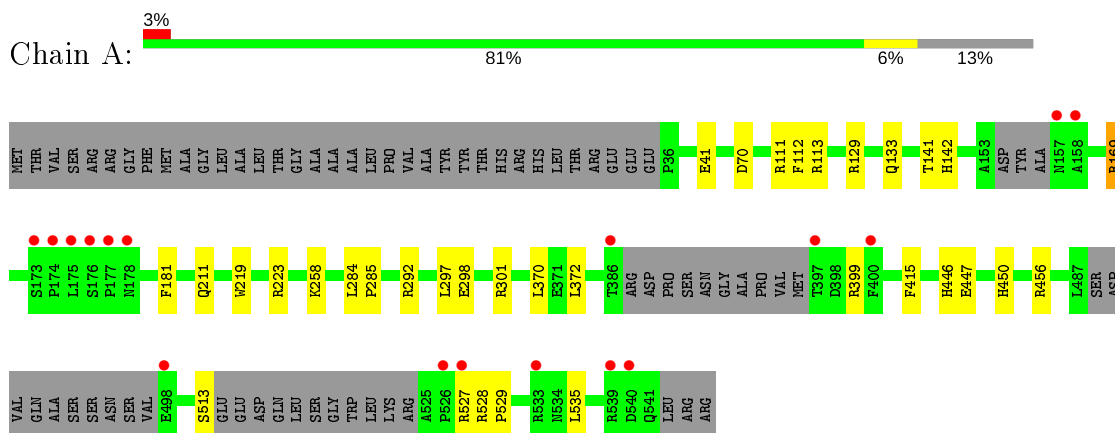 3%
Chain A:
81% 6% 13%
MET THR VAL SER ARG ARG GLY PHE MET ALA GLY LEU ALA LEU THR GLY ALA ALA ALA LEU PRO VAL ALA TYR TYR THR HIS ARG HIS LEU THR ARG GLU GLU GLU P36 E41 D70 R111 F112 R113 R129 Q133 T141 H142 A153 ASP TYR ALA N157 A158 R169
S173 P174 L175 S176 P177 N178 F181 Q211 W219 R223 K258 L284 P285 R292 L297 E298 R301 L370 E371 L372 T386 ARG ASP PRO SER ASN GLY ALA PRO VAL MET T397 D398 R399 F400 F415 H446 E447 H450 R456 L487 SER ASP
VAL GLN ALA SER SER ASN SER VAL E498 S513 GLU GLU ASP GLN LEU SER GLY TRP LEU LYS ARG A525 P526 R527 R528 P529 R533 N534 L535 R539 D540 Q541 LEU ARG ARG